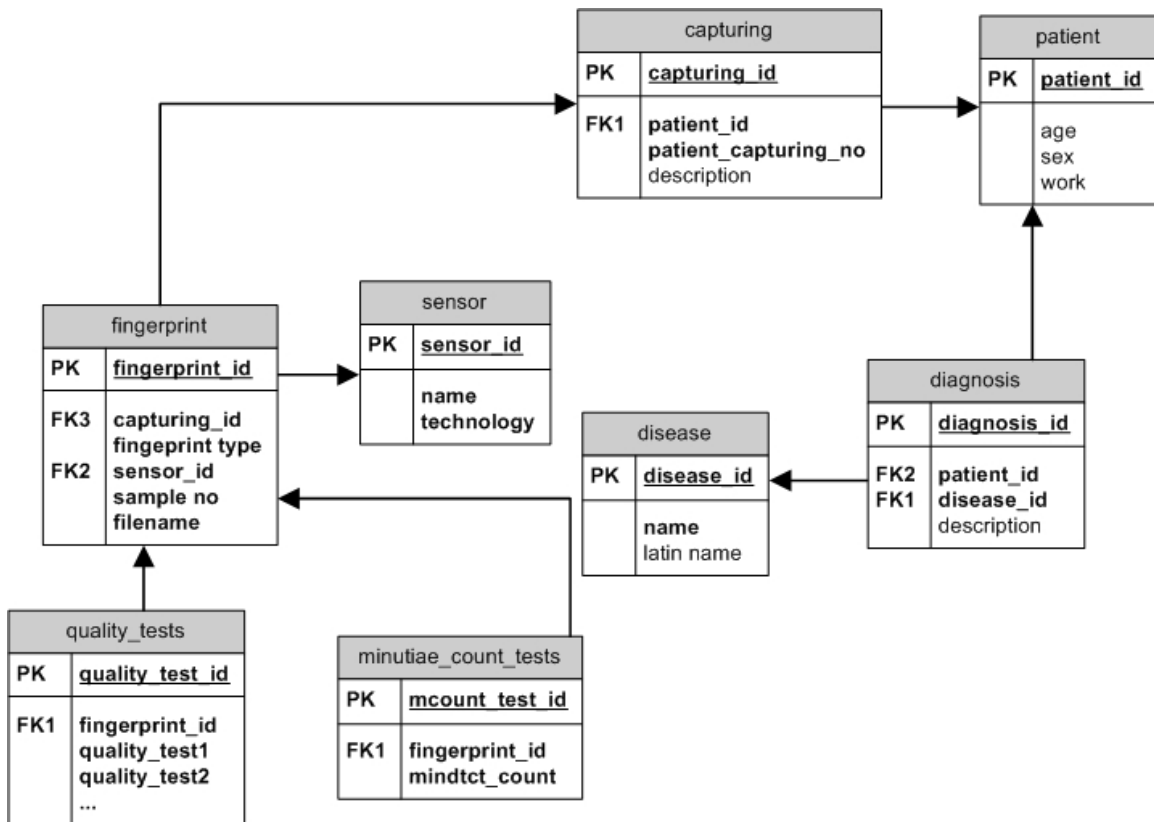 capturing
PK capturing_id
FK1 patient_id
patient_capturing_no
description
patient
PK patient_id
age
sex
work
fingerprint
PK fingerprint_id
FK3 capturing_id
fingeprint type
FK2 sensor_id
sample no
filename
sensor
PK sensor_id
name
technology
disease
PK disease_id
name
latin name
diagnosis
PK diagnosis_id
FK2 patient_id
FK1 disease_id
description
quality_tests
PK quality_test_id
FK1 fingerprint_id
quality_test1
quality_test2
...
minutiae_count_tests
PK mcount_test_id
FK1 fingerprint_id
mindtct_count